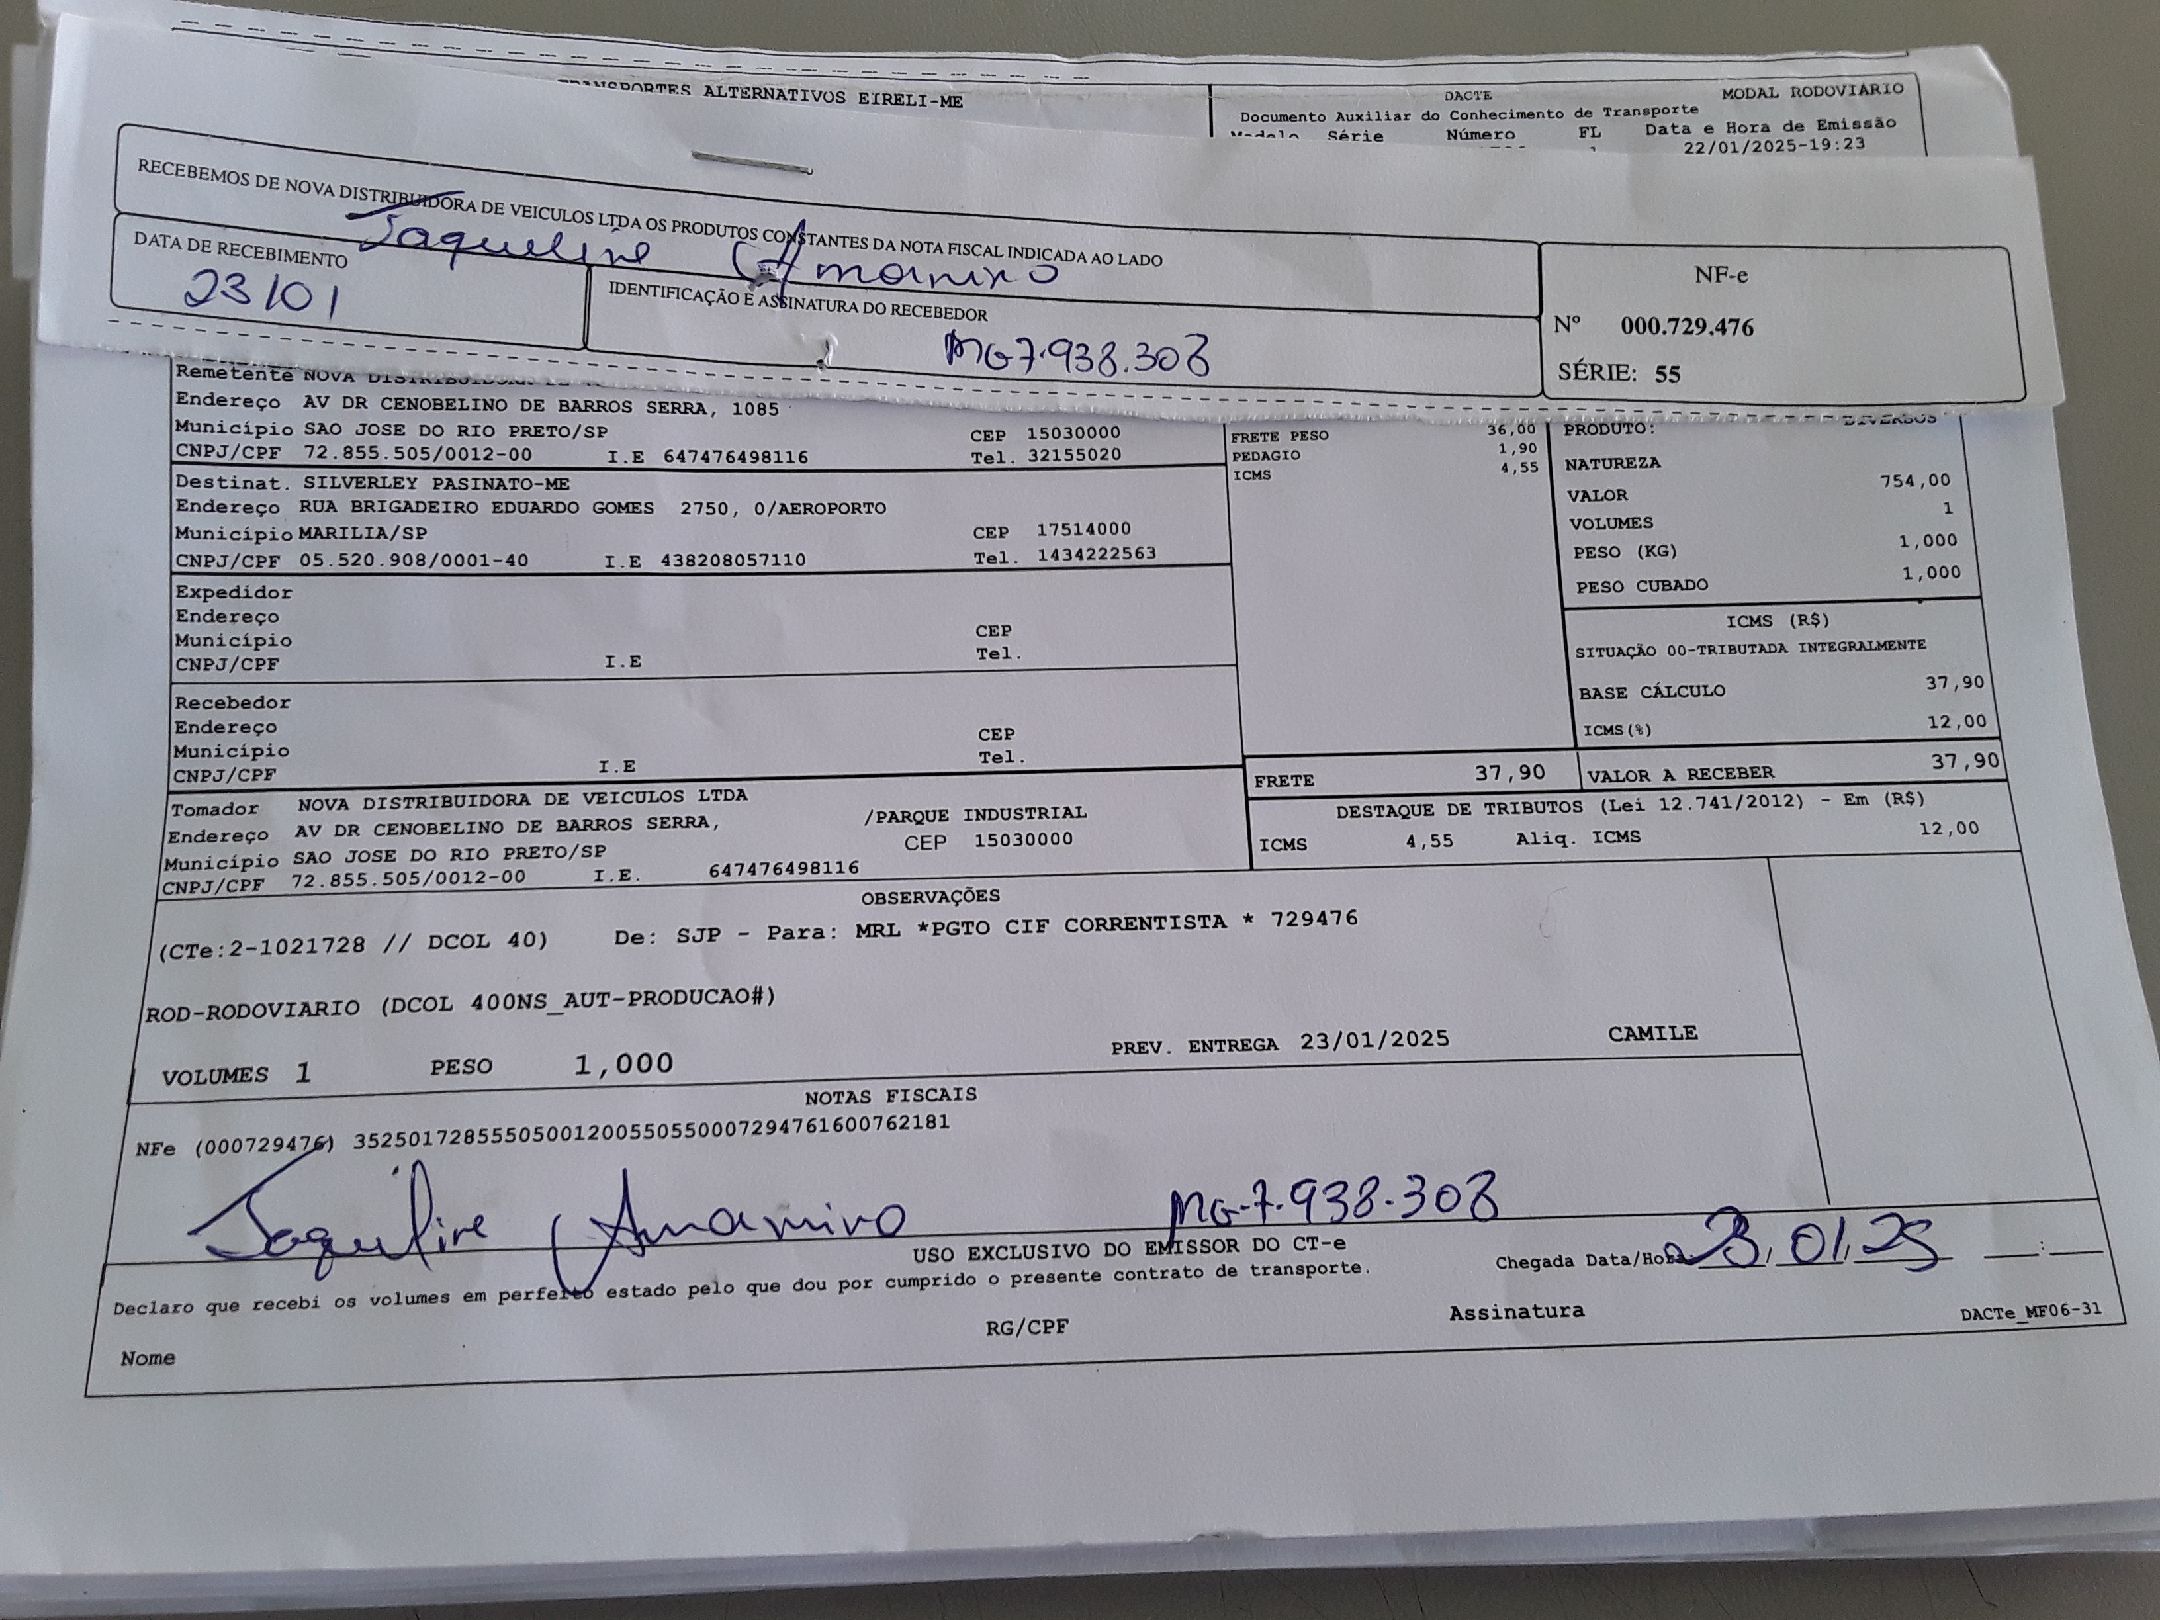 TRANSPORTES ALTERNATIVOS EIRELI-ME
DACTE
MODAL RODOVIARIO
Documento Auxiliar do Conhecimento de Transporte
Modelo Série Número FL Data e Hora de Emissão
22/01/2025-19:23
RECEBEMOS DE NOVA DISTRIBUIDORA DE VEICULOS LTDA OS PRODUTOS CONSTANTES DA NOTA FISCAL INDICADA AO LADO
Jaqueline
DATA DE RECEBIMENTO
23/01
IDENTIFICAÇÃO E ASSINATURA DO RECEBEDOR
MG7.938.308
NF-e
Nº 000.729.476
SÉRIE: 55
Remetente NOVA DISTRIBUIDORA
Endereço AV DR CENOBELINO DE BARROS SERRA, 1085
Município SAO JOSE DO RIO PRETO/SP CEP 15030000
CNPJ/CPF 72.855.505/0012-00 I.E 647476498116 Tel. 32155020
Destinat. SILVERLEY PASINATO-ME
Endereço RUA BRIGADEIRO EDUARDO GOMES 2750, 0/AEROPORTO
Município MARILIA/SP CEP 17514000
CNPJ/CPF 05.520.908/0001-40 I.E 438208057110 Tel. 1434222563
Expedidor
Endereço
Município CEP
CNPJ/CPF I.E Tel.
Recebedor
Endereço
Município CEP
CNPJ/CPF I.E Tel.
Tomador NOVA DISTRIBUIDORA DE VEICULOS LTDA
Endereço AV DR CENOBELINO DE BARROS SERRA, /PARQUE INDUSTRIAL
Município SAO JOSE DO RIO PRETO/SP CEP 15030000
CNPJ/CPF 72.855.505/0012-00 I.E. 647476498116
FRETE PESO 36,00
PEDAGIO 1,90
ICMS 4,55
PRODUTO: DIVERSOS
NATUREZA
VALOR 754,00
VOLUMES 1
PESO (KG) 1,000
PESO CUBADO 1,000
ICMS (R$)
SITUAÇÃO 00-TRIBUTADA INTEGRALMENTE
BASE CÁLCULO 37,90
ICMS(%) 12,00
FRETE 37,90 VALOR A RECEBER 37,90
DESTAQUE DE TRIBUTOS (Lei 12.741/2012) - Em (R$)
ICMS 4,55 Aliq. ICMS 12,00
OBSERVAÇÕES
(CTe:2-1021728 // DCOL 40) De: SJP - Para: MRL *PGTO CIF CORRENTISTA * 729476
ROD-RODOVIARIO (DCOL 400NS_AUT-PRODUCAO#)
VOLUMES 1 PESO 1,000 PREV. ENTREGA 23/01/2025 CAMILE
NOTAS FISCAIS
NFe (000729476) 35250172855505001200550550007294761600762181
Jaqueline MG-7.938.308
USO EXCLUSIVO DO EMISSOR DO CT-e
Chegada Data/Hora: 23/01/25 __:__
Declaro que recebi os volumes em perfeito estado pelo que dou por cumprido o presente contrato de transporte.
Nome RG/CPF Assinatura DACTe_MF06-31